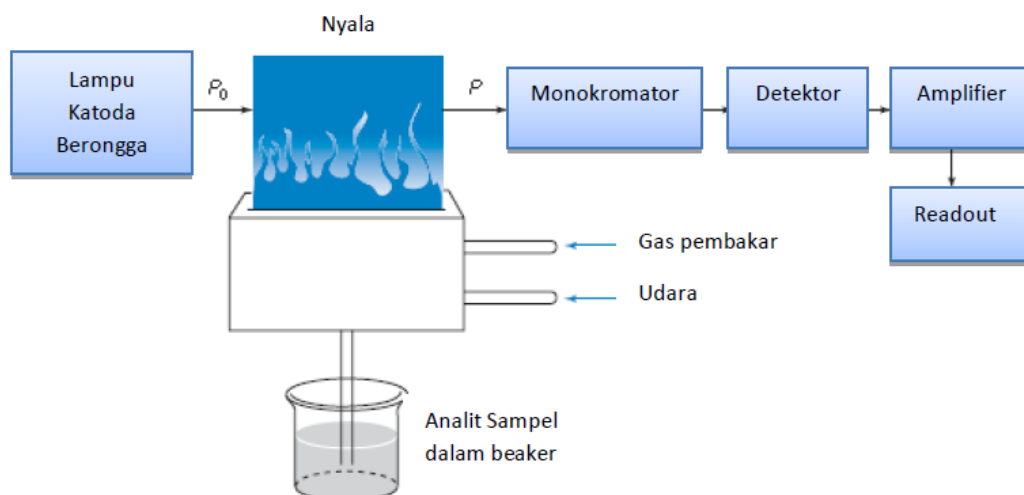 Nyala
Lampu
Katoda
Berongga
P₀
P
Monokromator
Detektor
Amplifier
Readout
Gas pembakar
Udara
Analit Sampel
dalam beaker